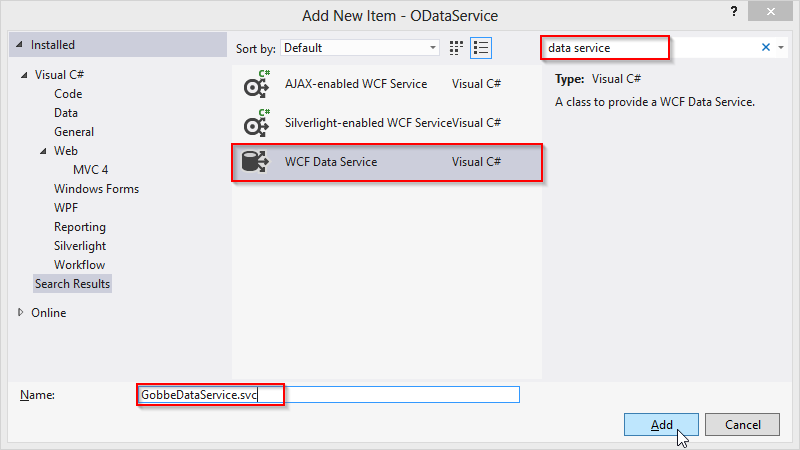 Add New Item - ODataService
?
Installed
Sort by: Default
data service
Visual C#
Code
Data
General
Web
MVC 4
Windows Forms
WPF
Reporting
Silverlight
Workflow
Search Results
Online
C# AJAX-enabled WCF Service Visual C#
C# Silverlight-enabled WCF Service Visual C#
WCF Data Service Visual C#
Type: Visual C#
A class to provide a WCF Data Service.
Name: GobbeDataService.svc
Add Cancel